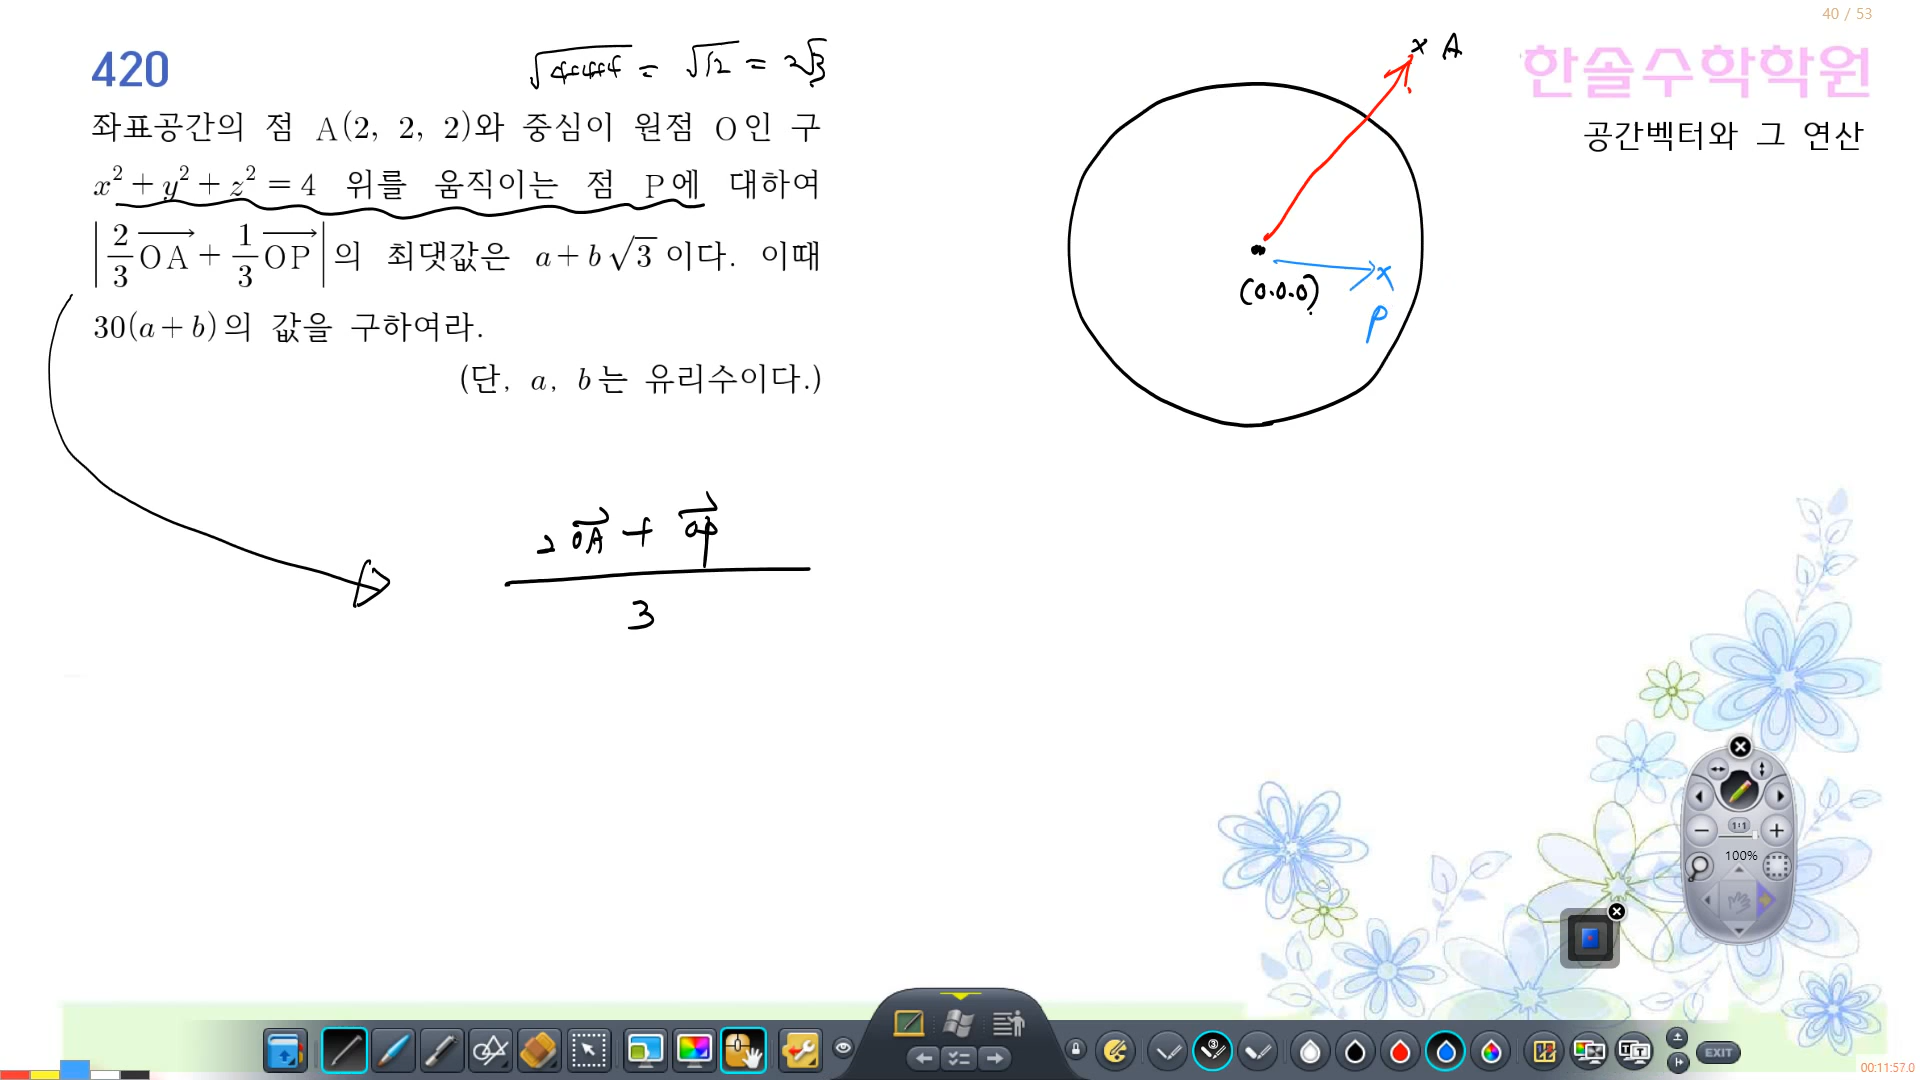 40 / 53
420
√4+4+4 = √12 = 2√3
x A
한솔수학학원
공간벡터와 그 연산
좌표공간의 점 A(2, 2, 2)와 중심이 원점 O인 구
x²+y²+z²=4 위를 움직이는 점 P에 대하여
|2/3 OA→ + 1/3 OP→|의 최댓값은 a+b√3이다. 이때
30(a+b)의 값을 구하여라.
(단, a, b는 유리수이다.)
(0.0.0)
x
P
2 OA→ + OP→
3
1:1
100%
EXIT
00:11:57.0